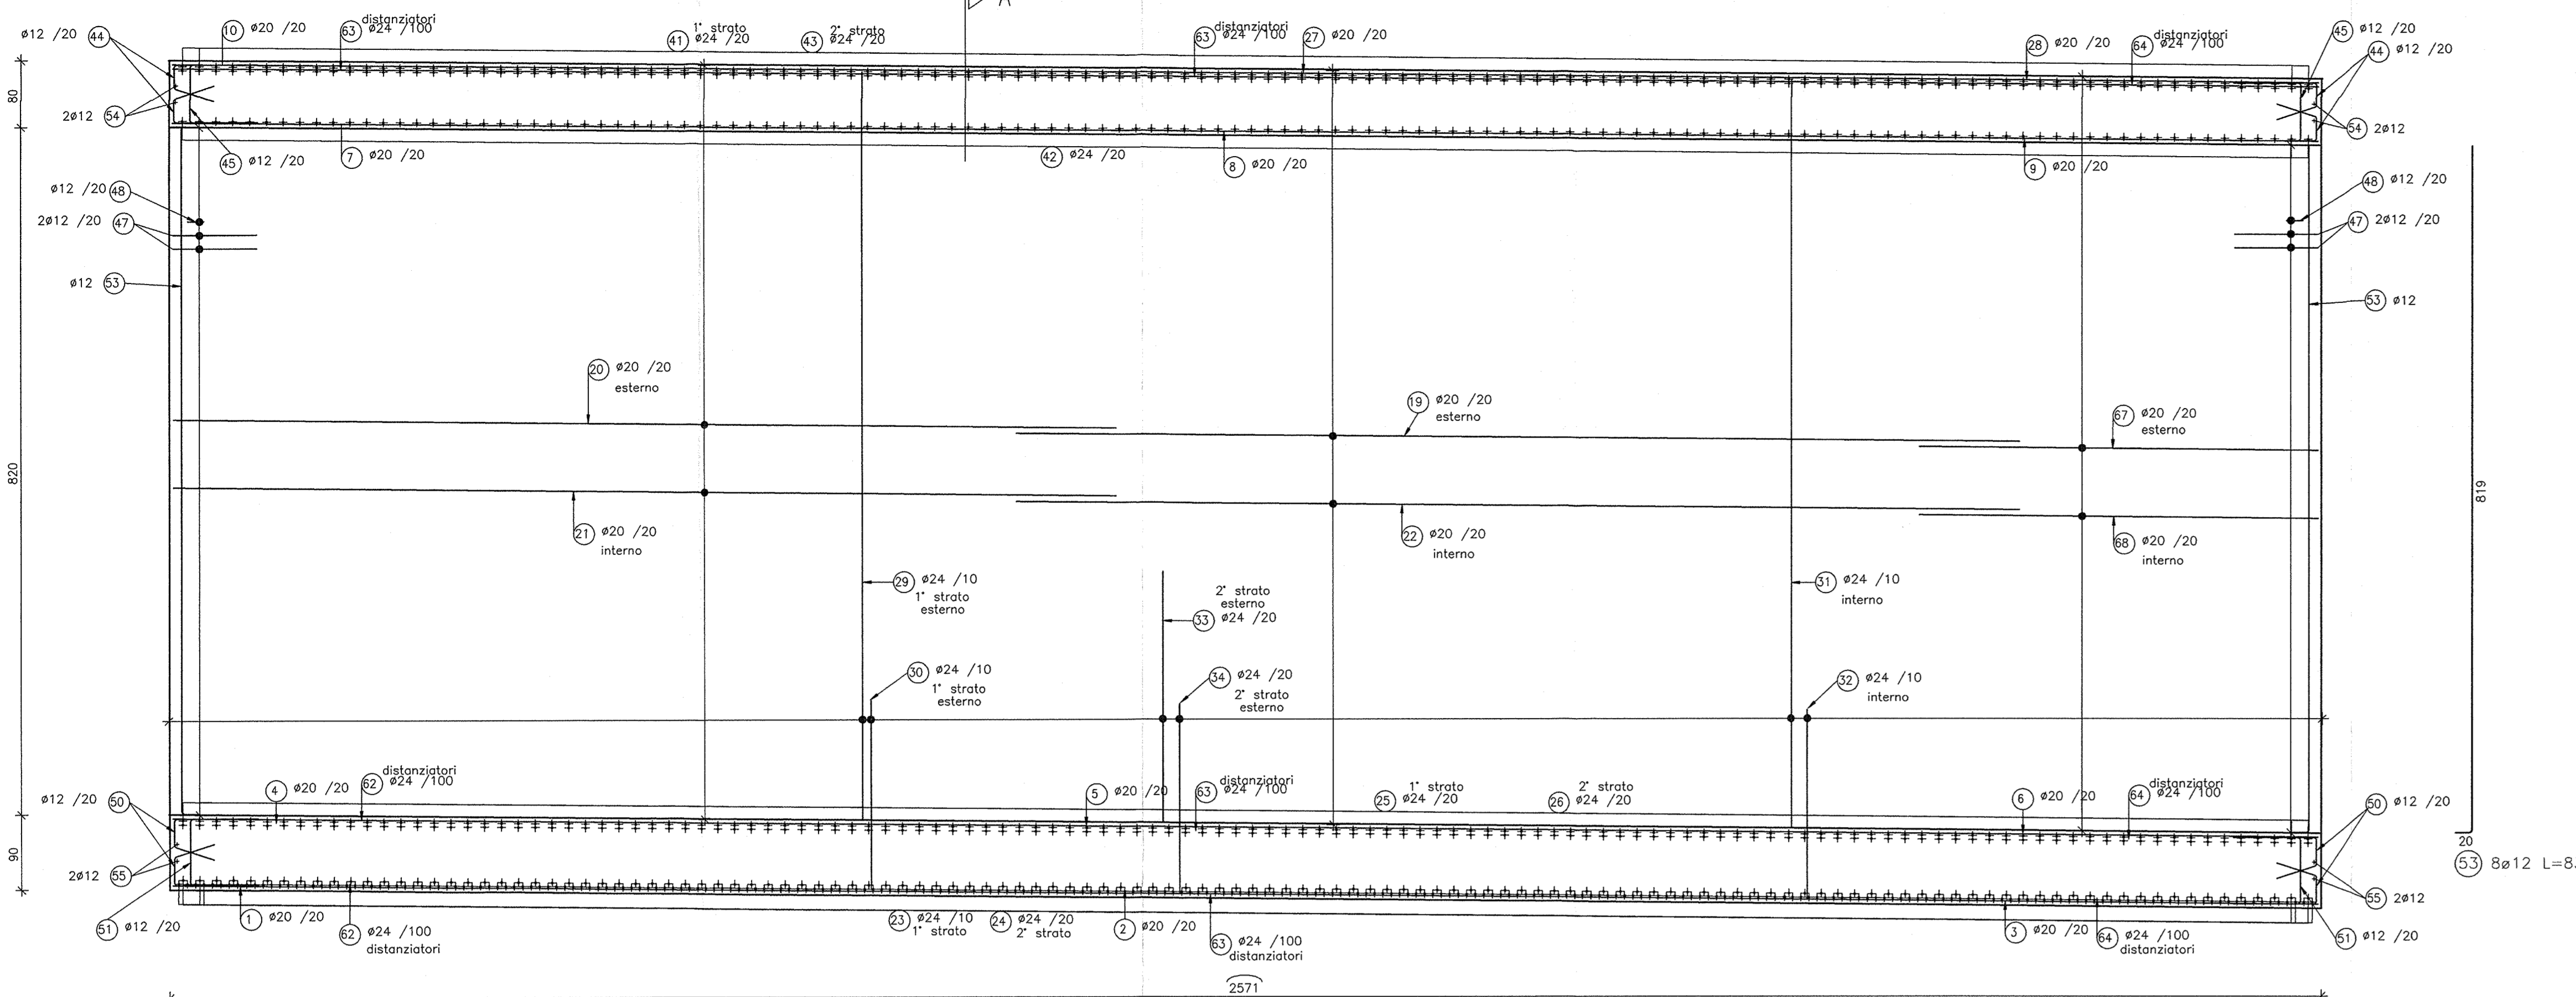 A
ø12 /20 44
10 ø20 /20
distanziatori
63 ø24 /100
1° strato
41 ø24 /20
2° strato
43 ø24 /20
distanziatori
63 ø24 /100
27 ø20 /20
28 ø20 /20
distanziatori
64 ø24 /100
45 ø12 /20
44 ø12 /20
80
2ø12 54
45 ø12 /20
7 ø20 /20
42 ø24 /20
8 ø20 /20
9 ø20 /20
54 2ø12
ø12 /20 48
2ø12 /20 47
ø12 53
48 ø12 /20
47 2ø12 /20
53 ø12
20 ø20 /20
esterno
19 ø20 /20
esterno
67 ø20 /20
esterno
820
819
21 ø20 /20
interno
22 ø20 /20
interno
68 ø20 /20
interno
29 ø24 /10
1° strato
esterno
2° strato
esterno
33 ø24 /20
31 ø24 /10
interno
30 ø24 /10
1° strato
esterno
34 ø24 /20
2° strato
esterno
32 ø24 /10
interno
ø12 /20 50
4 ø20 /20
distanziatori
62 ø24 /100
5 ø20 /20
distanziatori
63 ø24 /100
1° strato
25 ø24 /20
2° strato
26 ø24 /20
6 ø20 /20
distanziatori
64 ø24 /100
50 ø12 /20
90
2ø12 55
55 2ø12
20
53 8ø12 L=8
51 ø12 /20
1 ø20 /20
62 ø24 /100
distanziatori
23 ø24 /10
1° strato
24 ø24 /20
2° strato
2 ø20 /20
63 ø24 /100
distanziatori
3 ø20 /20
64 ø24 /100
distanziatori
51 ø12 /20
2571